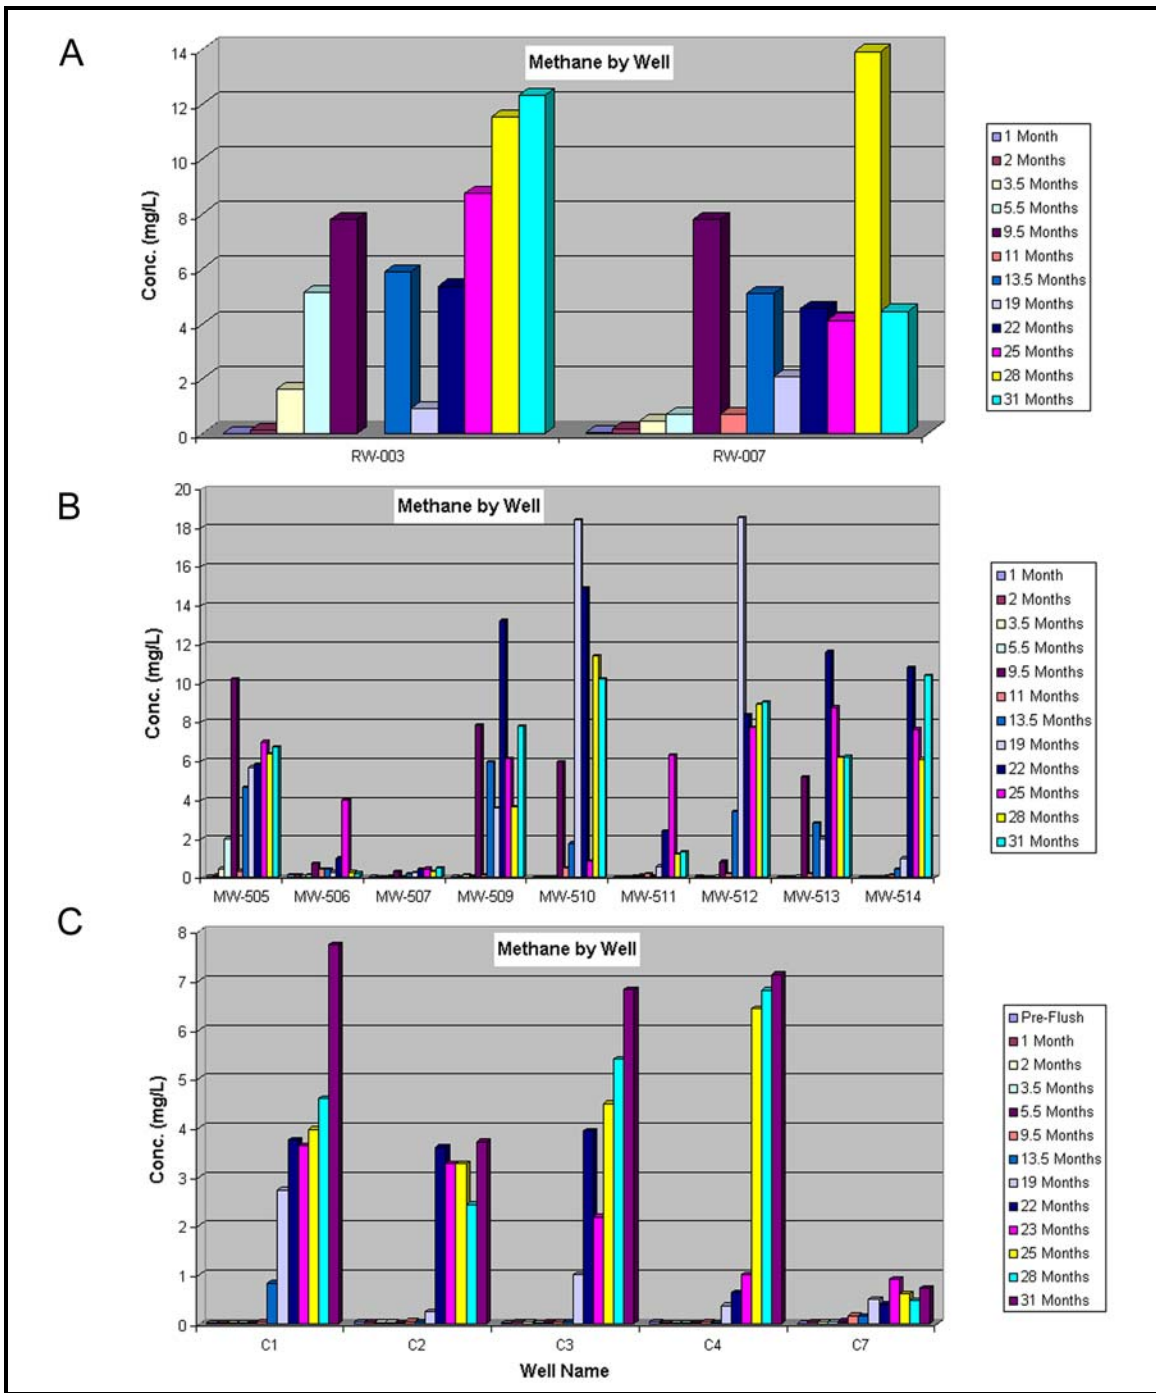 A
Methane by Well
14
12
10
8
6
4
2
0
Conc. (mg/L)
RW-003 RW-007
1 Month
2 Months
3.5 Months
5.5 Months
9.5 Months
11 Months
13.5 Months
19 Months
22 Months
25 Months
28 Months
31 Months
B
Methane by Well
20
18
16
14
12
10
8
6
4
2
0
Conc. (mg/L)
MW-505 MW-506 MW-507 MW-509 MW-510 MW-511 MW-512 MW-513 MW-514
1 Month
2 Months
3.5 Months
5.5 Months
9.5 Months
11 Months
13.5 Months
19 Months
22 Months
25 Months
28 Months
31 Months
C
Methane by Well
8
7
6
5
4
3
2
1
0
Conc. (mg/L)
C1 C2 C3 C4 C7
Well Name
Pre-Flush
1 Month
2 Months
3.5 Months
5.5 Months
9.5 Months
13.5 Months
19 Months
22 Months
23 Months
25 Months
28 Months
31 Months